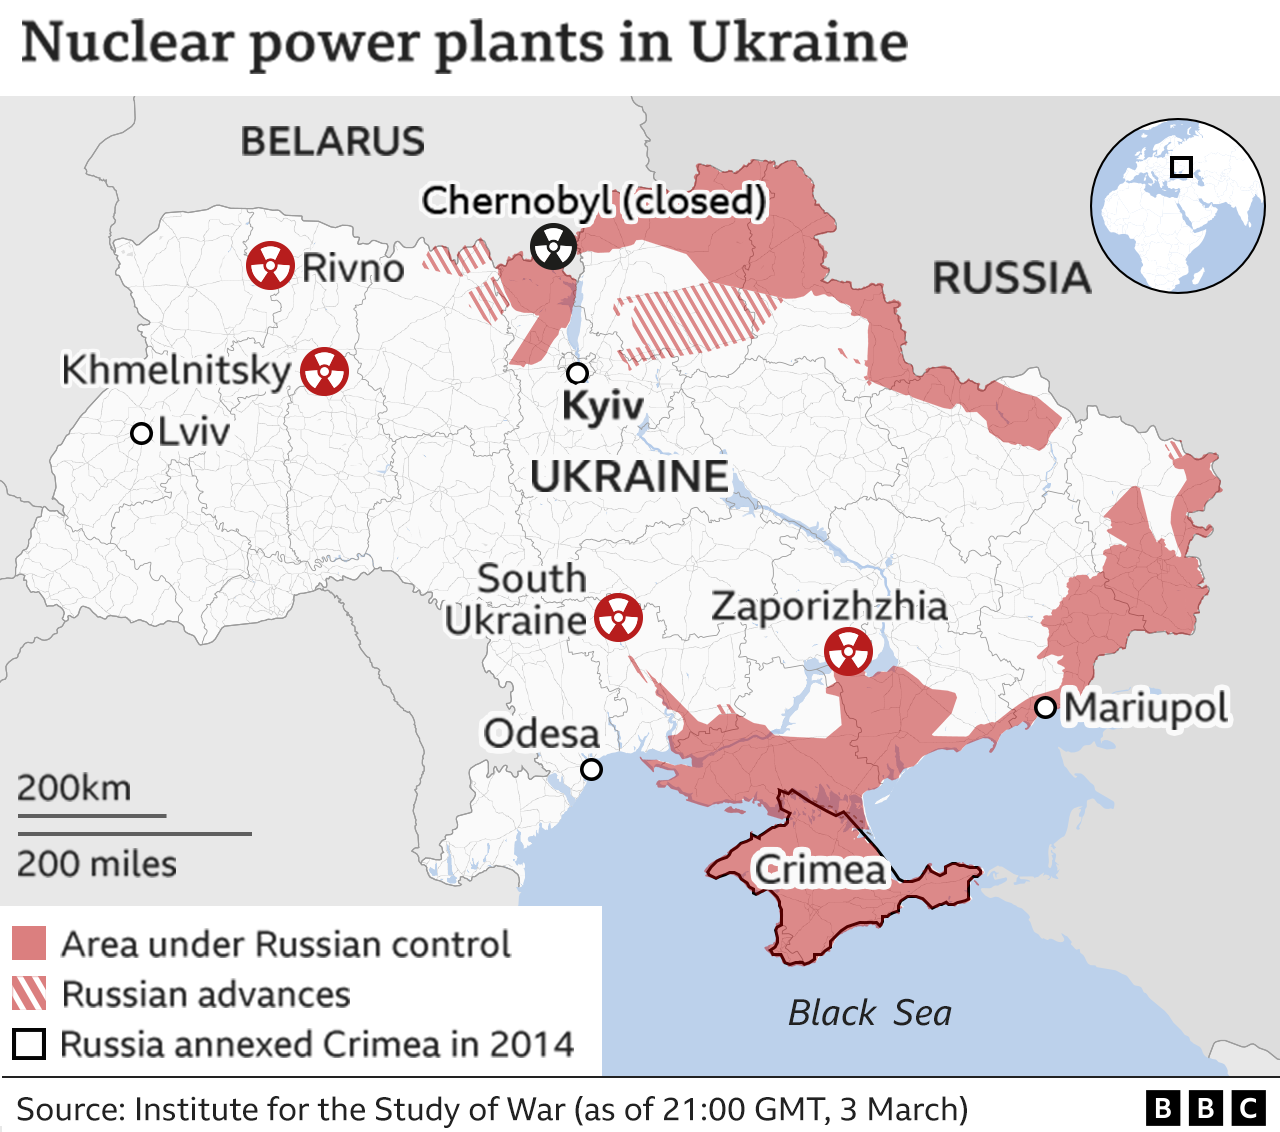 Nuclear power plants in Ukraine
BELARUS
Chernobyl (closed)
RUSSIA
Rivno
Khmelnitsky
Kyiv
Lviv
UKRAINE
South
Ukraine
Zaporizhzhia
Mariupol
Odesa
200km
200 miles
Crimea
Area under Russian control
Russian advances
Black Sea
Russia annexed Crimea in 2014
Source: Institute for the Study of War (as of 21:00 GMT, 3 March)
BBC